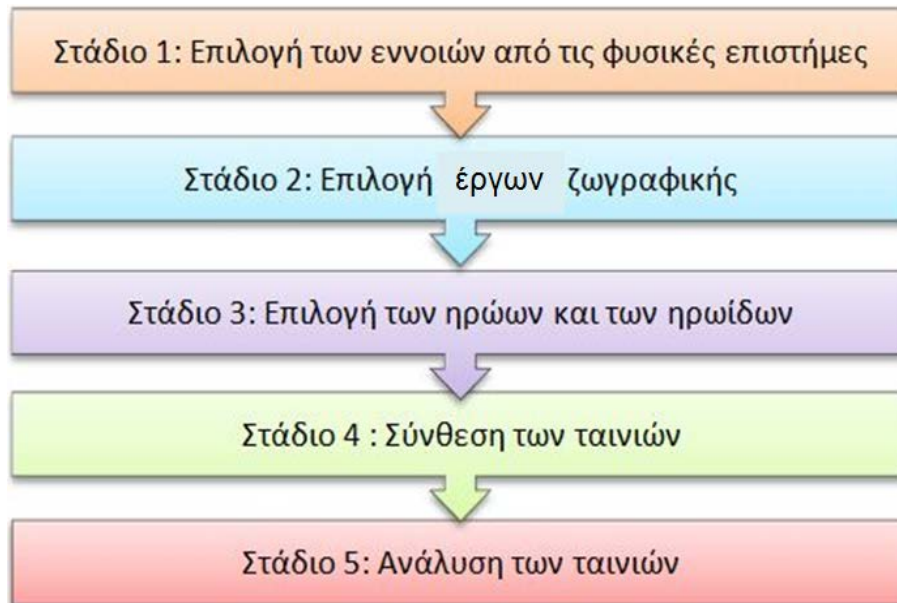 Στάδιο 1: Επιλογή των εννοιών από τις φυσικές επιστήμες
Στάδιο 2: Επιλογή έργων ζωγραφικής
Στάδιο 3: Επιλογή των ηρώων και των ηρωίδων
Στάδιο 4 : Σύνθεση των ταινιών
Στάδιο 5: Ανάλυση των ταινιών